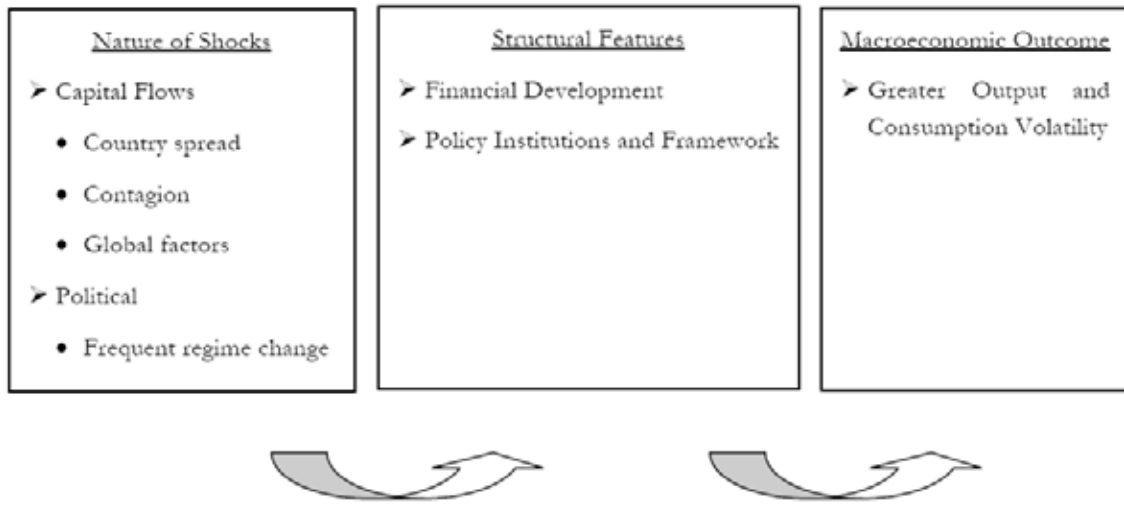 Nature of Shocks
➢ Capital Flows
• Country spread
• Contagion
• Global factors
➢ Political
• Frequent regime change
Structural Features
➢ Financial Development
➢ Policy Institutions and Framework
Macroeconomic Outcome
➢ Greater Output and
Consumption Volatility